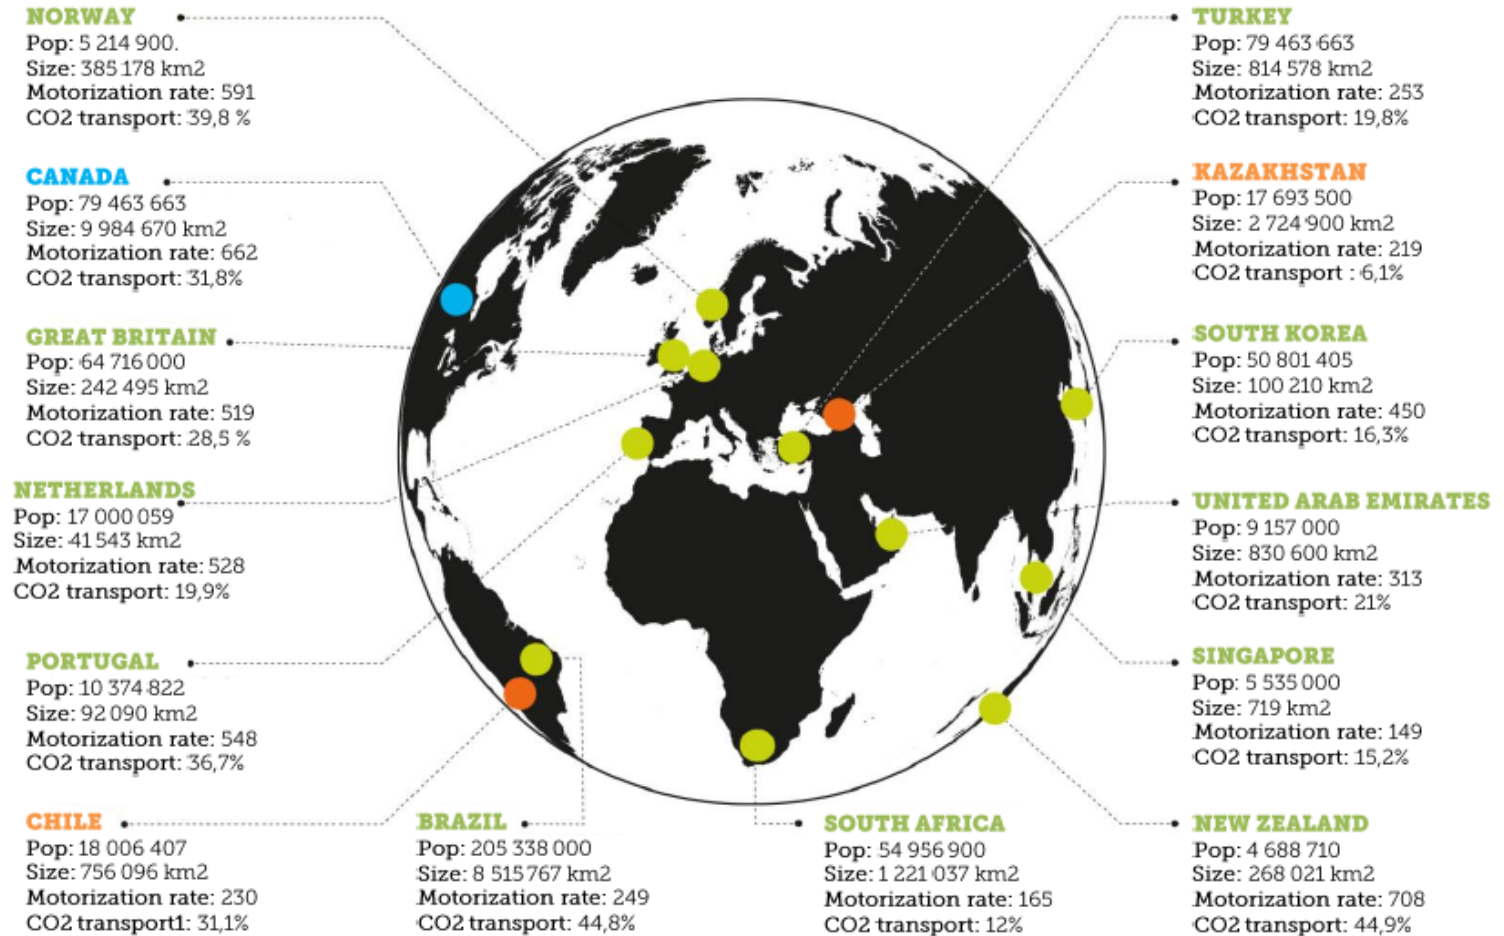 NORWAY
Pop: 5 214 900.
Size: 385 178 km2
Motorization rate: 591
CO2 transport: 39,8 %
CANADA
Pop: 79 463 663
Size: 9 984 670 km2
Motorization rate: 662
CO2 transport: 31,8%
GREAT BRITAIN
Pop: 64 716 000
Size: 242 495 km2
Motorization rate: 519
CO2 transport: 28,5 %
NETHERLANDS
Pop: 17 000 059
Size: 41 543 km2
Motorization rate: 528
CO2 transport: 19,9%
PORTUGAL
Pop: 10 374 822
Size: 92 090 km2
Motorization rate: 548
CO2 transport: 36,7%
CHILE
Pop: 18 006 407
Size: 756 096 km2
Motorization rate: 230
CO2 transport1: 31,1%
BRAZIL
Pop: 205 338 000
Size: 8 515 767 km2
Motorization rate: 249
CO2 transport: 44,8%
SOUTH AFRICA
Pop: 54 956 900
Size: 1 221 037 km2
Motorization rate: 165
CO2 transport: 12%
TURKEY
Pop: 79 463 663
Size: 814 578 km2
Motorization rate: 253
CO2 transport: 19,8%
KAZAKHSTAN
Pop: 17 693 500
Size: 2 724 900 km2
Motorization rate: 219
CO2 transport : 6,1%
SOUTH KOREA
Pop: 50 801 405
Size: 100 210 km2
Motorization rate: 450
CO2 transport: 16,3%
UNITED ARAB EMIRATES
Pop: 9 157 000
Size: 830 600 km2
Motorization rate: 313
CO2 transport: 21%
SINGAPORE
Pop: 5 535 000
Size: 719 km2
Motorization rate: 149
CO2 transport: 15,2%
NEW ZEALAND
Pop: 4 688 710
Size: 268 021 km2
Motorization rate: 708
CO2 transport: 44,9%